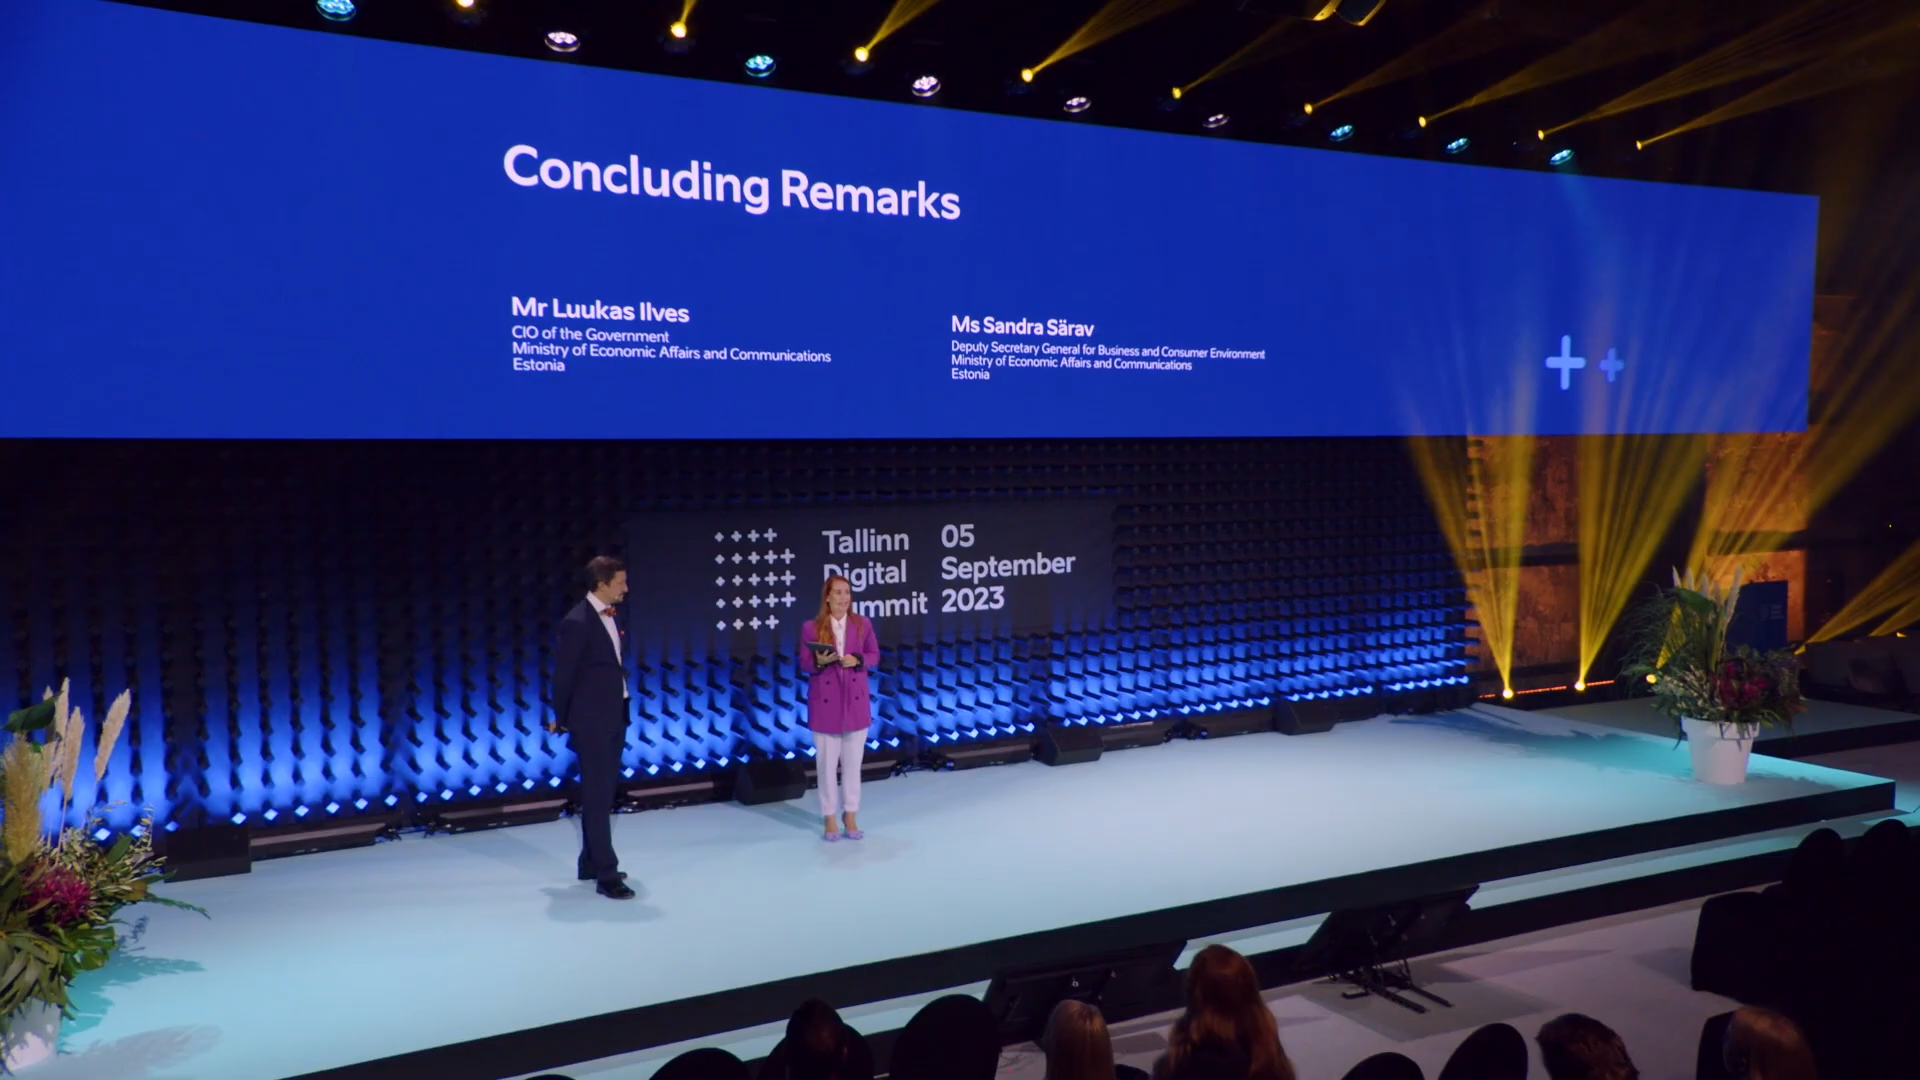 Concluding Remarks
Mr Luukas Ilves
CIO of the Government
Ministry of Economic Affairs and Communications
Estonia
Ms Sandra Särav
Deputy Secretary General for Business and Consumer Environment
Ministry of Economic Affairs and Communications
Estonia
Tallinn
Digital
Summit
05
September
2023